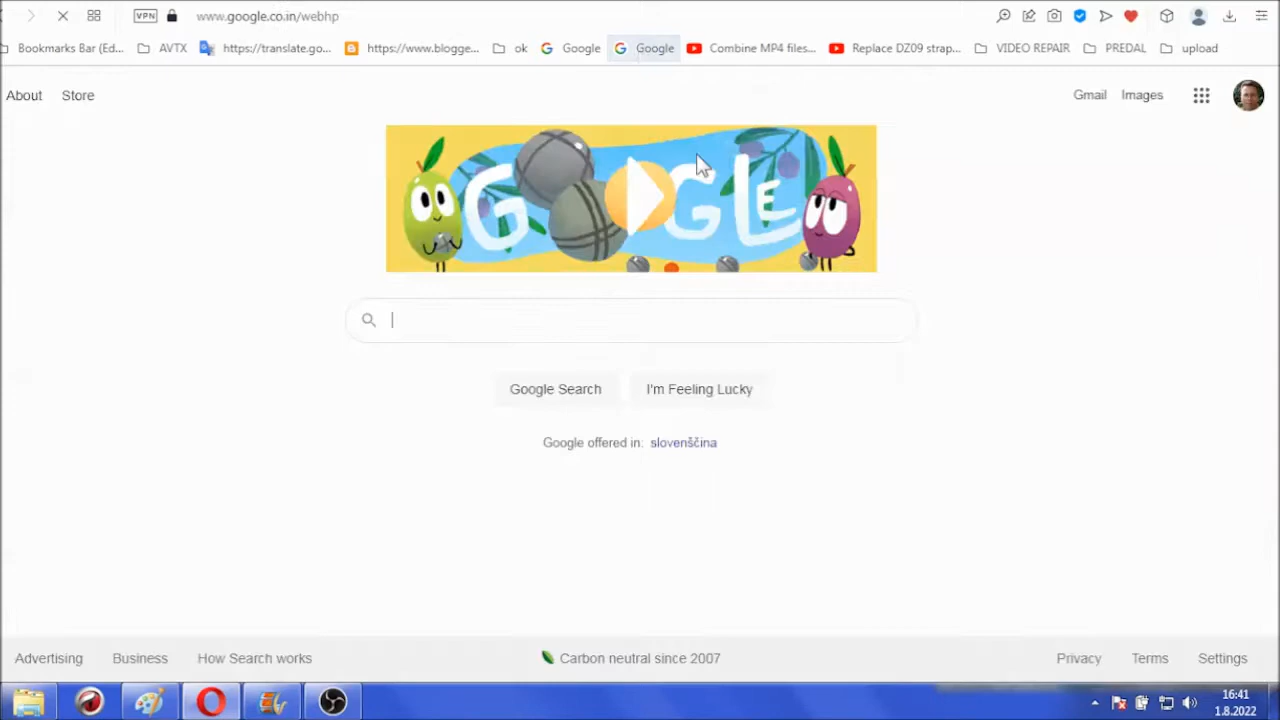 VPN www.google.co.in/webhp
Bookmarks Bar (Ed... AVTX https://translate.go... https://www.blogge... ok Google Google Combine MP4 files... Replace DZ09 strap... VIDEO REPAIR PREDAL upload
About Store Gmail Images
GOOGLE
Google Search I'm Feeling Lucky
Google offered in: slovenščina
Advertising Business How Search works Carbon neutral since 2007 Privacy Terms Settings
16:41
1.8.2022